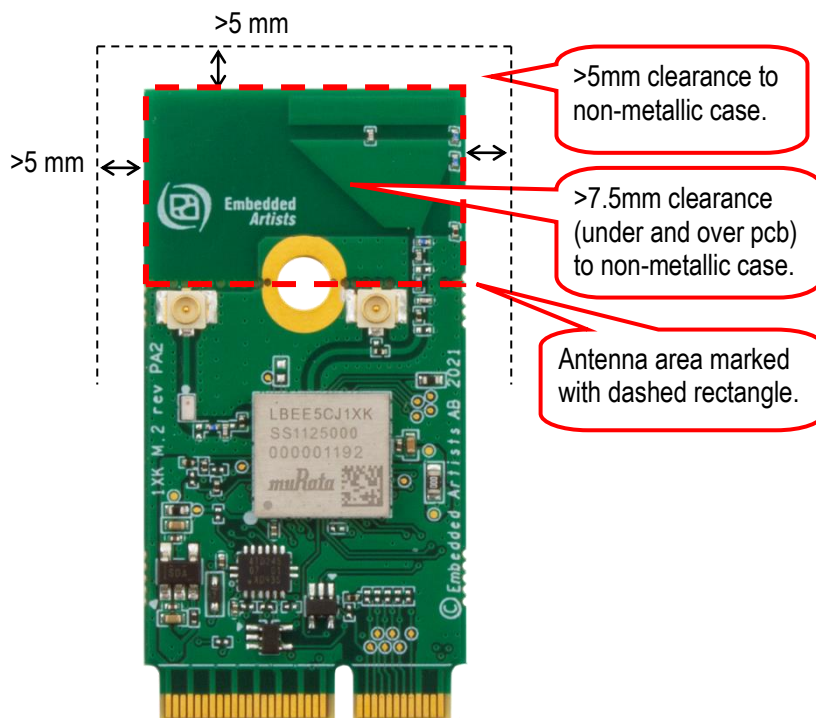 >5 mm
>5mm clearance to
non-metallic case.
>5 mm
>7.5mm clearance
(under and over pcb)
to non-metallic case.
Embedded
Artists
Antenna area marked
with dashed rectangle.
1XK M.2 rev PA2
LBEE5CJ1XK
SS1125000
000001192
muRata
© Embedded Artists AB 2021